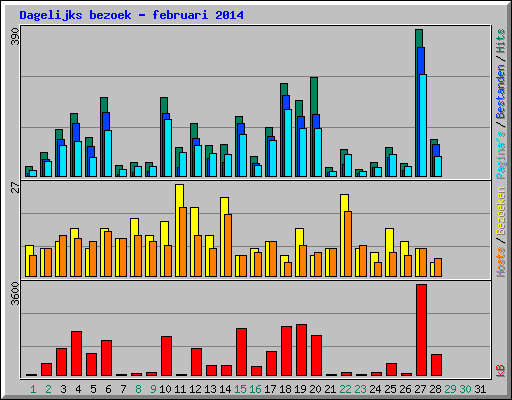 Dagelijks bezoek - februari 2014
390
27
3600
Pagina's / Bestanden / Hits
Hosts / Bezoeken
kB
1 2 3 4 5 6 7 8 9 10 11 12 13 14 15 16 17 18 19 20 21 22 23 24 25 26 27 28 29 30 31